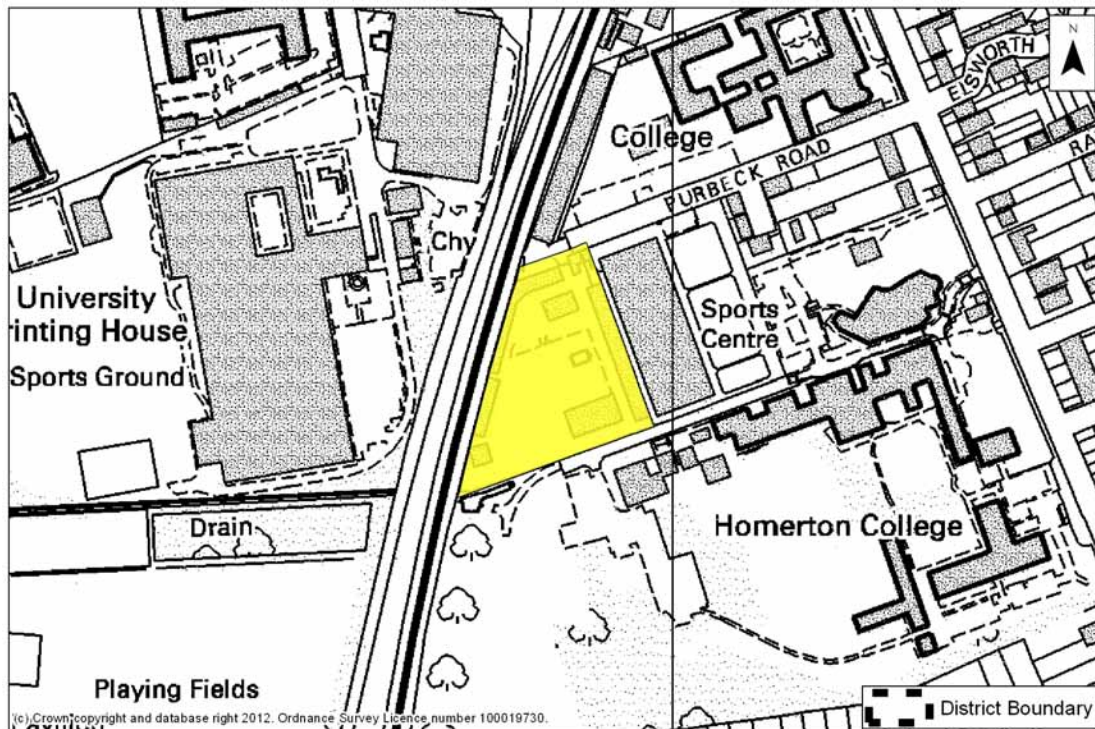 N
ELSWORTH
College
PURBECK ROAD
RA
Chy
University
rinting House
Sports Ground
Sports
Centre
Homerton College
Drain
Playing Fields
(c) Crown copyright and database right 2012. Ordnance Survey Licence number 100019730.
District Boundary